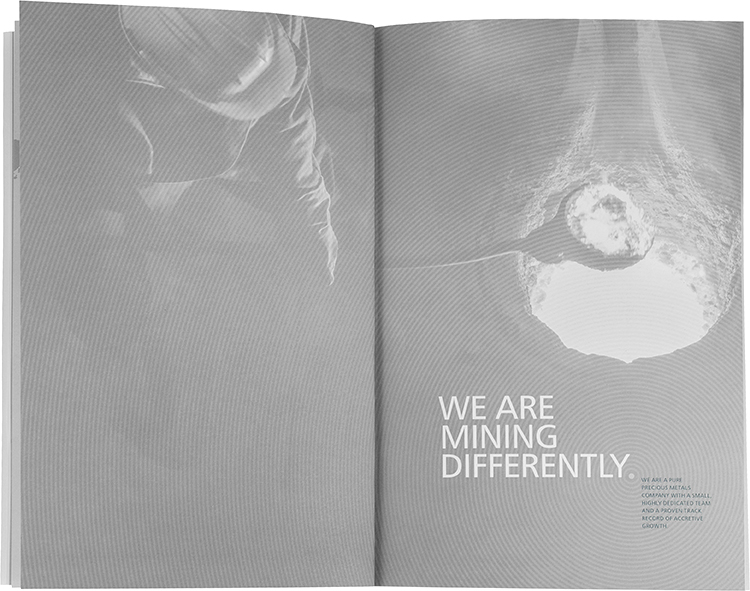 WE ARE
MINING
DIFFERENTLY.
WE ARE A PURE
PRECIOUS METALS
COMPANY WITH A SMALL,
HIGHLY DEDICATED TEAM
AND A PROVEN TRACK
RECORD OF ACCRETIVE
GROWTH.